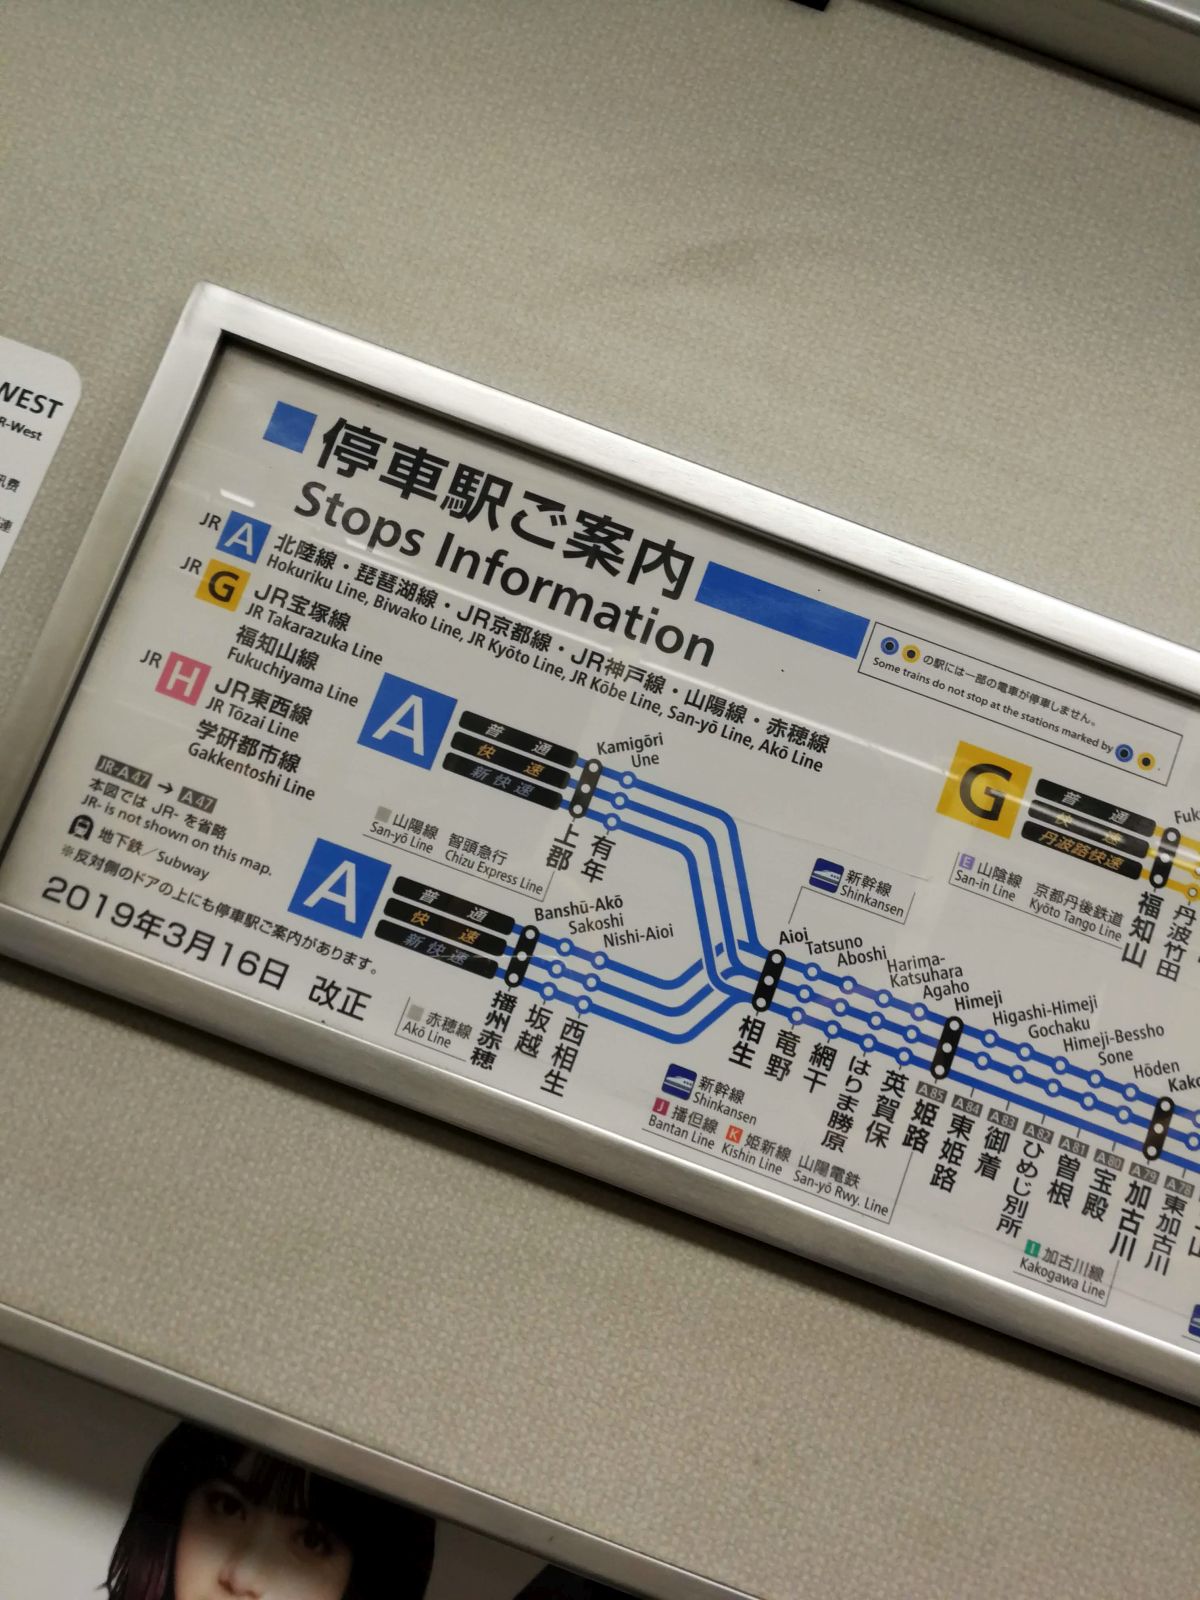 WEST
R-West
停車駅ご案内
Stops Information
JR A 北陸線・琵琶湖線・JR京都線・JR神戸線・山陽線・赤穂線
Hokuriku Line, Biwako Line, JR Kyōto Line, JR Kōbe Line, San-yō Line, Akō Line
JR G JR宝塚線
JR Takarazuka Line
福知山線
Fukuchiyama Line
JR H JR東西線
JR Tōzai Line
学研都市線
Gakkentoshi Line
JR-A 47 → A 47
本図では JR- を省略
JR- is not shown on this map.
地下鉄/Subway
※反対側のドアの上にも停車駅ご案内があります。
2019年3月16日 改正
の駅には一部の電車が停車しません。
Some trains do not stop at the stations marked by
A
普通
快速
新快速
Kamigōri
Une
上郡
有年
山陽線 智頭急行
San-yō Line Chizu Express Line
A
普通
快速
新快速
Banshū-Akō
Sakoshi
Nishi-Aioi
播州赤穂
坂越
西相生
赤穂線
Akō Line
新幹線
Shinkansen
Aioi
Tatsuno
Aboshi
Harima-
Katsuhara
Agaho
Himeji
Higashi-Himeji
Gochaku
Himeji-Bessho
Sone
Hōden
Kako
相生
竜野
網干
はりま勝原
英賀保
A 85 姫路
A 84 東姫路
A 83 御着
A 82 ひめじ別所
A 81 曽根
A 80 宝殿
A 79 加古川
A 78 東加古川
新幹線
Shinkansen
J 播但線 K 姫新線 山陽電鉄
Bantan Line Kishin Line San-yō Rwy. Line
I 加古川線
Kakogawa Line
G
普通
快速
丹波路快速
Fuk
福知山
丹波竹田
E 山陰線 京都丹後鉄道
San-in Line Kyōto Tango Line